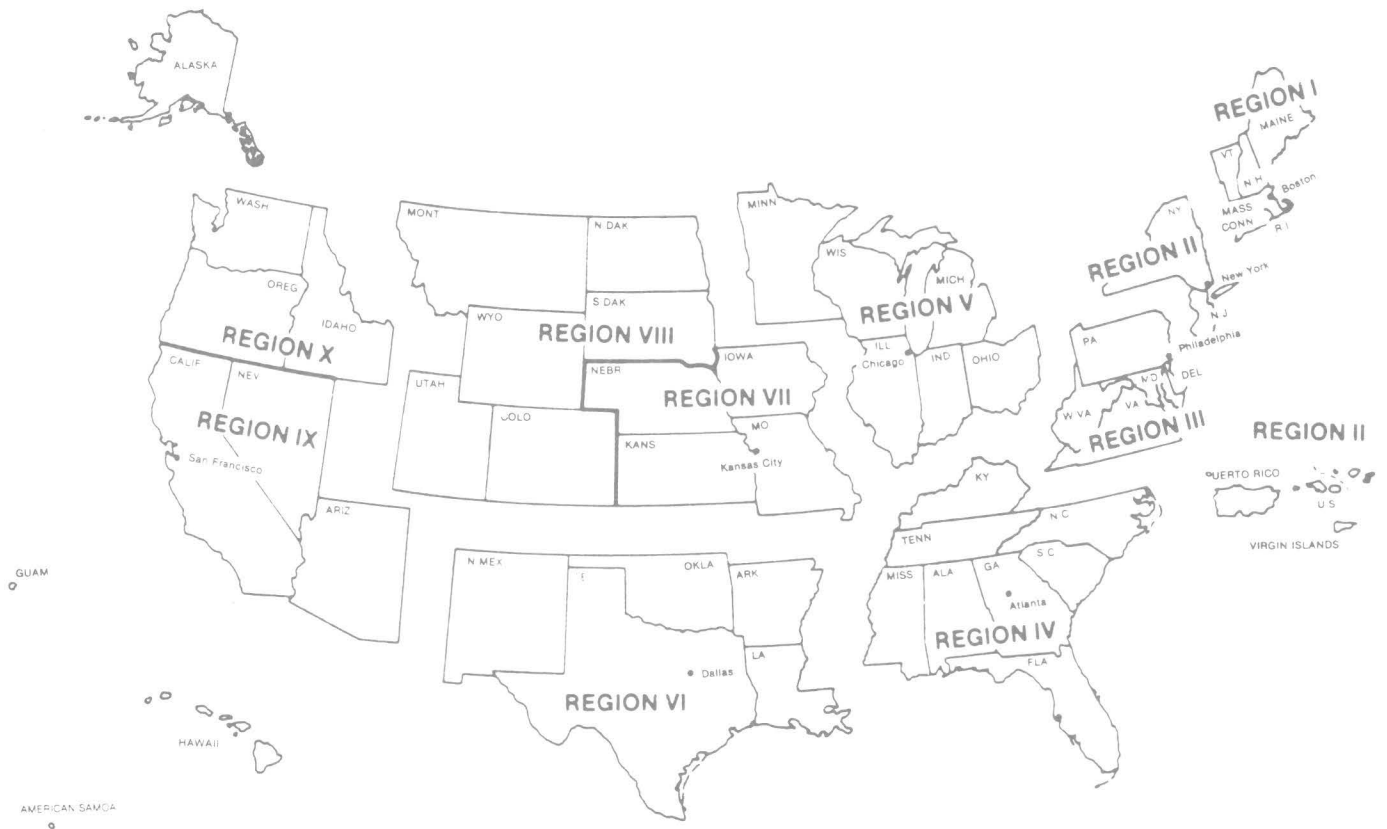 ALASKA
REGION I
MAINE
VT
N.H.
Boston
MASS
CONN
R.I.
WASH
MONT
N DAK
MINN
WIS
MICH
NY
REGION II
New York
OREG
IDAHO
WYO
S DAK
REGION V
N J
REGION X
REGION VIII
PA
Philadelphia
CALIF
NEV
UTAH
NEBR
IOWA
ILL
Chicago
IND
OHIO
MD
DEL
REGION IX
COLO
REGION VII
W VA
VA
REGION III
REGION II
San Francisco
KANS
MO
Kansas City
KY
PUERTO RICO
U.S.
VIRGIN ISLANDS
ARIZ
TENN
N.C.
S.C.
GUAM
N MEX
E
OKLA
ARK
MISS
ALA
GA
Atlanta
REGION IV
LA
FLA
Dallas
REGION VI
HAWAII
AMERICAN SAMOA